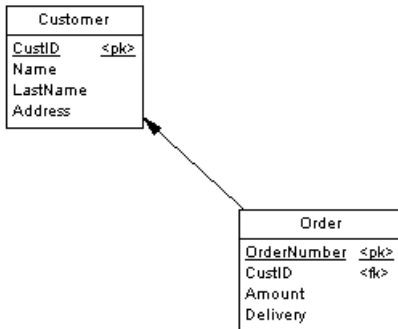 Customer
CustID <pk>
Name
LastName
Address
Order
OrderNumber <pk>
CustID <fk>
Amount
Delivery